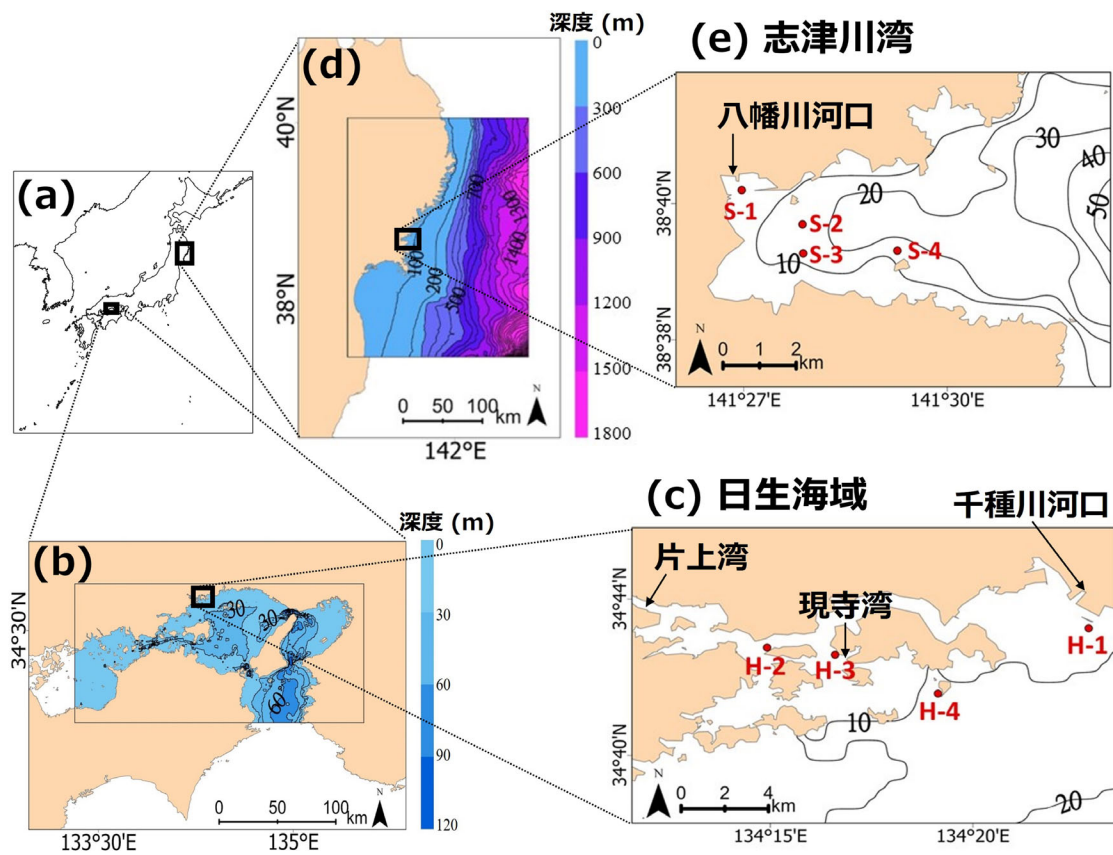 (a)
(d)
深度 (m)
0
300
600
900
1200
1500
1800
40°N
38°N
142°E
100
200
500
700
1300
1400
0 50 100
km
N
(e) 志津川湾
八幡川河口
S-1
S-2
S-3
S-4
10
20
30
40
50
38°40'N
38°38'N
141°27'E
141°30'E
N
0 1 2
km
(b)
深度 (m)
0
30
60
90
120
30
30
60
34°30'N
133°30'E
135°E
0 50 100
km
N
(c) 日生海域
片上湾
現寺湾
千種川河口
H-1
H-2
H-3
H-4
10
20
34°44'N
34°40'N
134°15'E
134°20'E
N
0 2 4
km